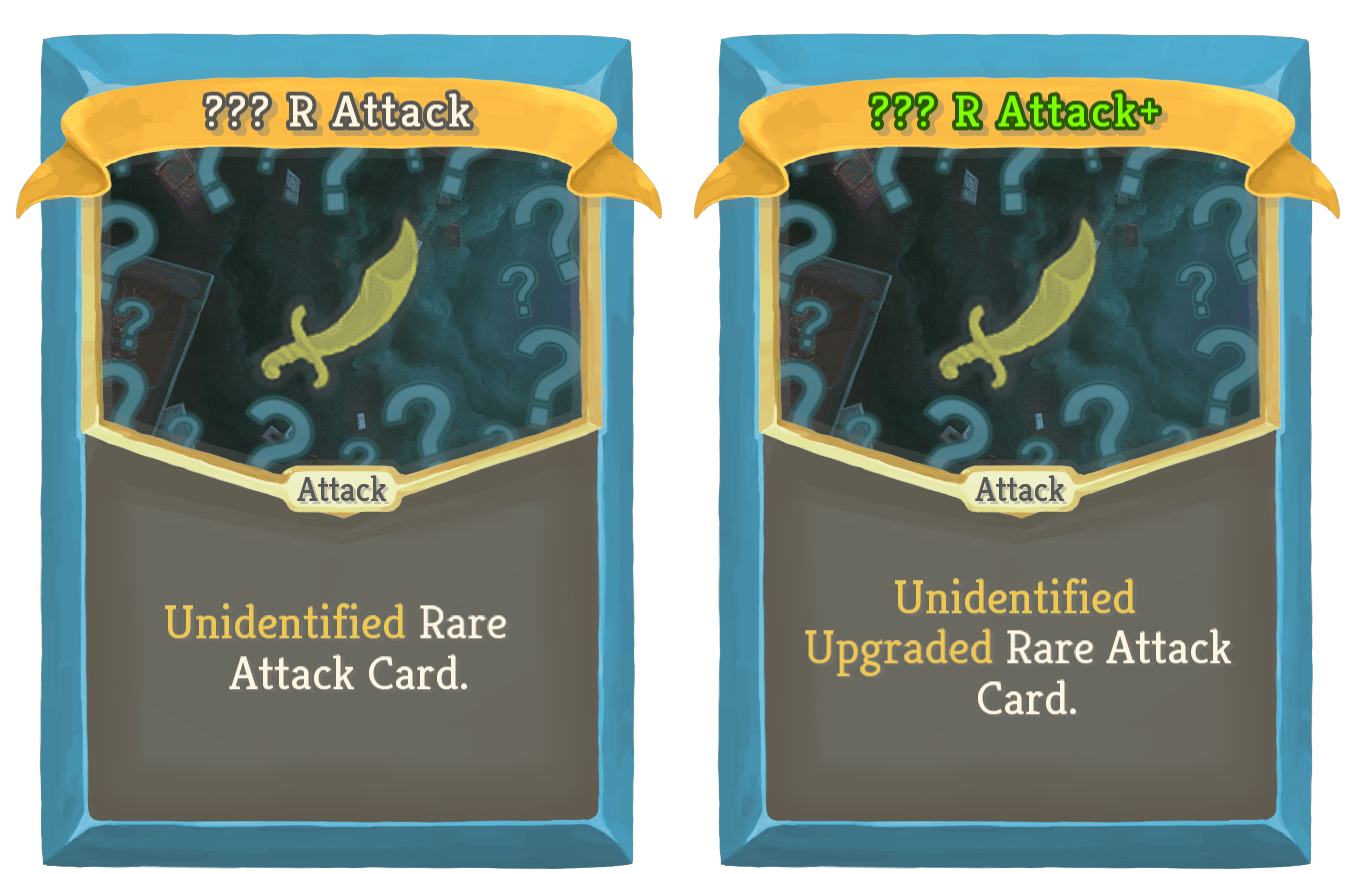 ??? R Attack
Attack
Unidentified Rare
Attack Card.
??? R Attack+
Attack
Unidentified
Upgraded Rare Attack
Card.